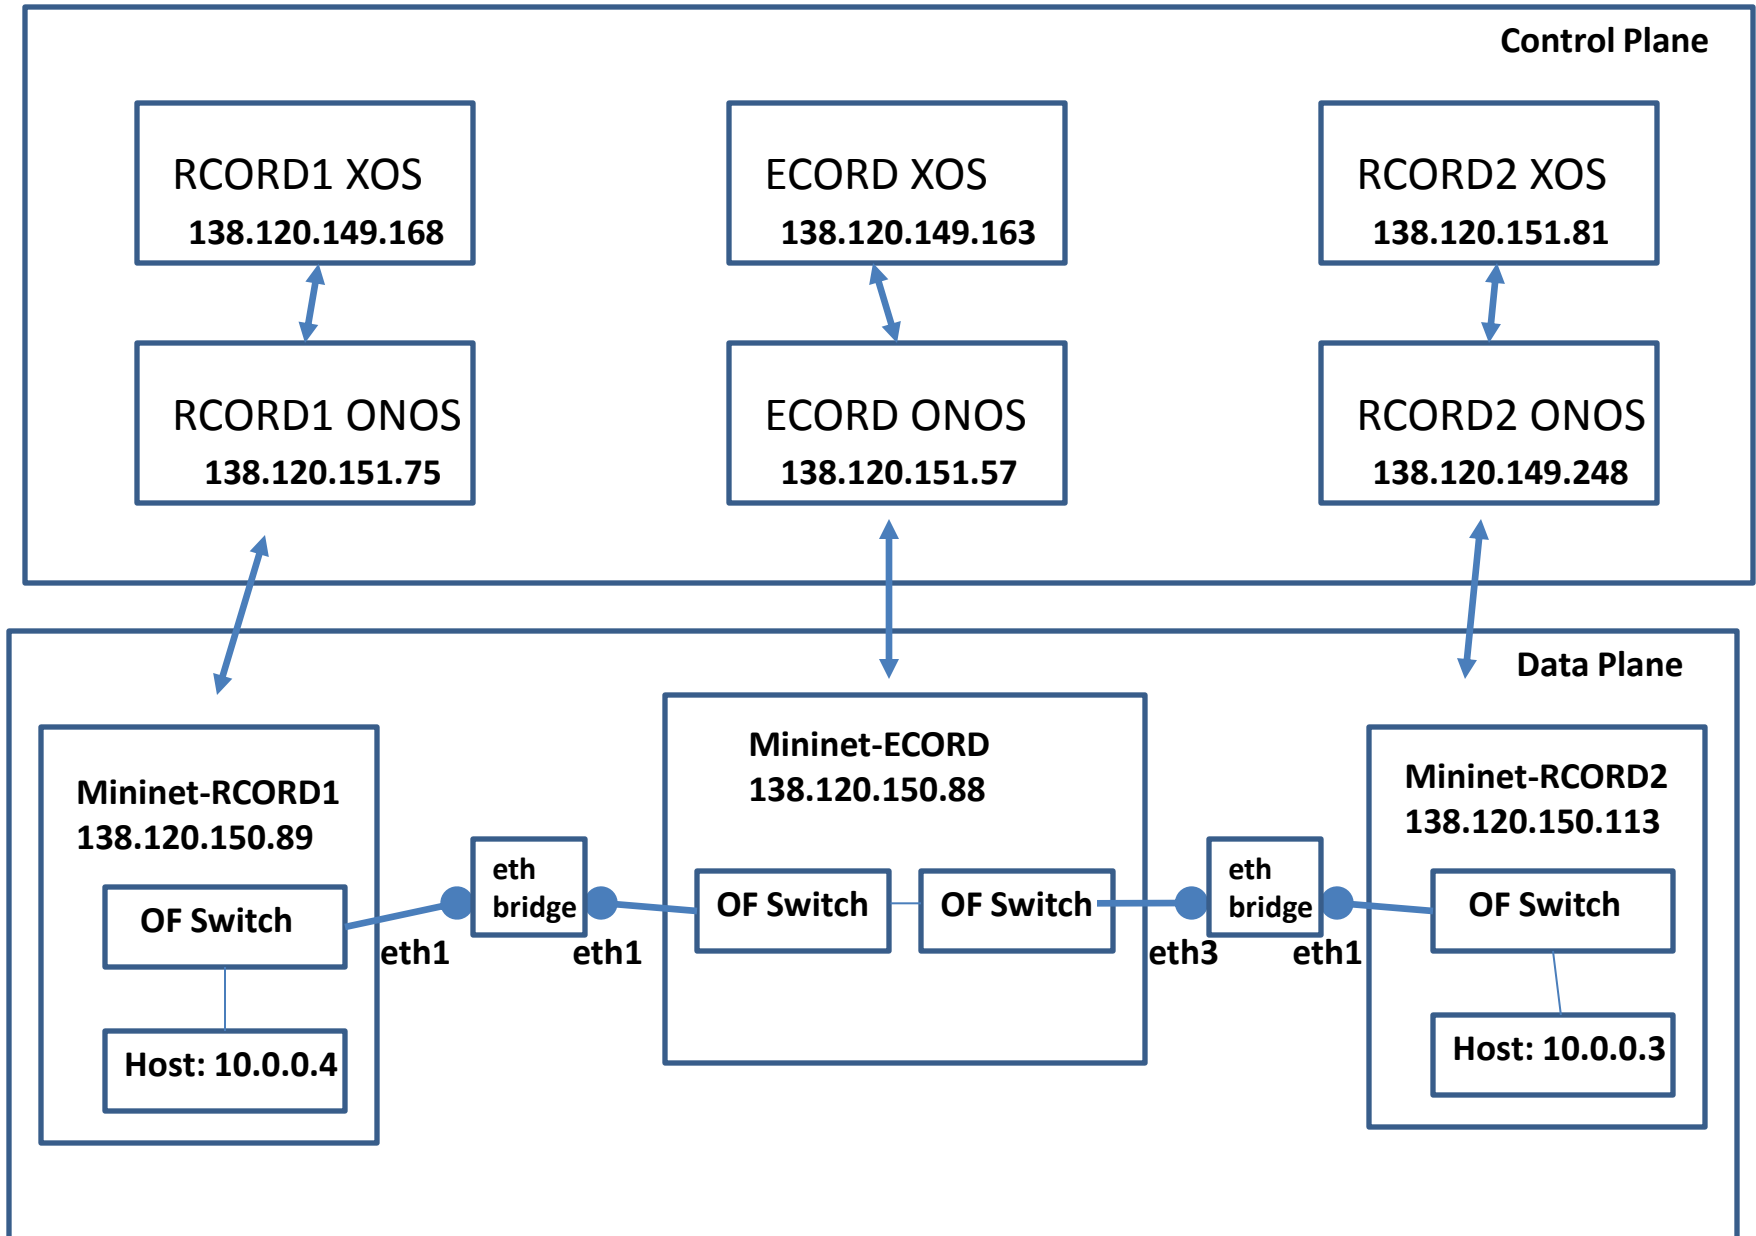 Control Plane
RCORD1 XOS
138.120.149.168
ECORD XOS
138.120.149.163
RCORD2 XOS
138.120.151.81
RCORD1 ONOS
138.120.151.75
ECORD ONOS
138.120.151.57
RCORD2 ONOS
138.120.149.248
Data Plane
Mininet-RCORD1
138.120.150.89
OF Switch
Host: 10.0.0.4
eth1
eth
bridge
eth1
Mininet-ECORD
138.120.150.88
OF Switch
OF Switch
eth3
eth
bridge
eth1
Mininet-RCORD2
138.120.150.113
OF Switch
Host: 10.0.0.3